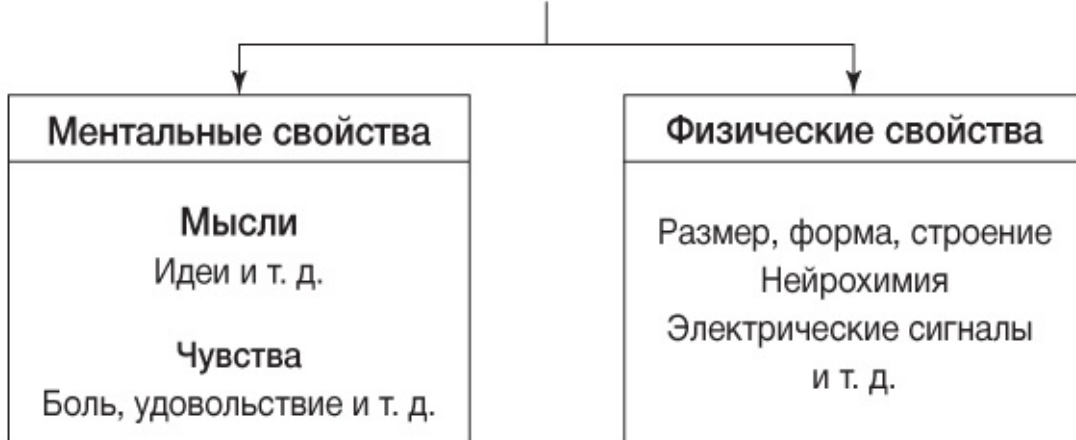 Ментальные свойства
Мысли
Идеи и т. д.
Чувства
Боль, удовольствие и т. д.
Физические свойства
Размер, форма, строение
Нейрохимия
Электрические сигналы
и т. д.